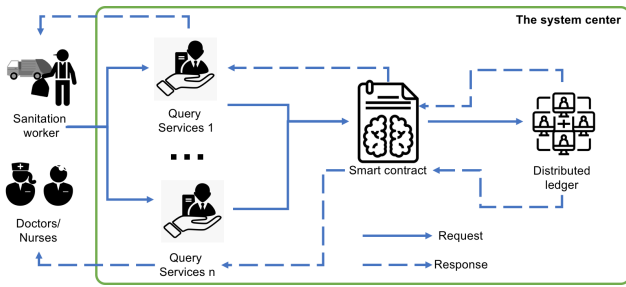 The system center
Sanitation
worker
Query
Services 1
Smart contract
Distributed
ledger
Doctors/
Nurses
Query
Services n
Request
Response